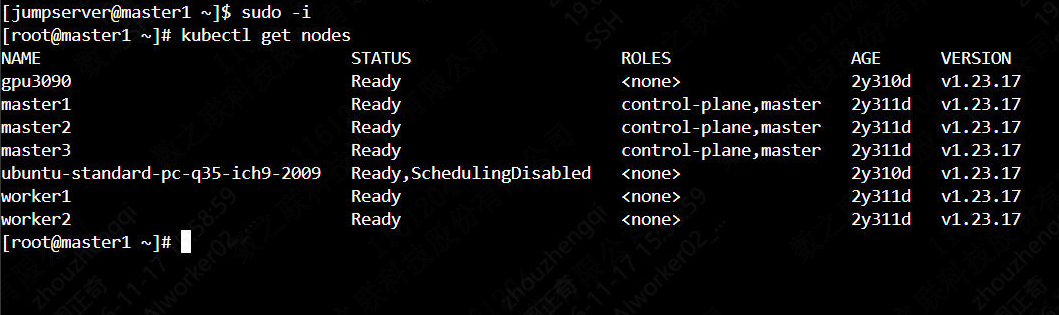 [jumpserver@master1 ~]$ sudo -i
[root@master1 ~]# kubectl get nodes
NAME STATUS ROLES AGE VERSION
gpu3090 Ready <none> 2y310d v1.23.17
master1 Ready control-plane,master 2y311d v1.23.17
master2 Ready control-plane,master 2y311d v1.23.17
master3 Ready control-plane,master 2y311d v1.23.17
ubuntu-standard-pc-q35-ich9-2009 Ready,SchedulingDisabled <none> 2y310d v1.23.17
worker1 Ready <none> 2y311d v1.23.17
worker2 Ready <none> 2y311d v1.23.17
[root@master1 ~]#